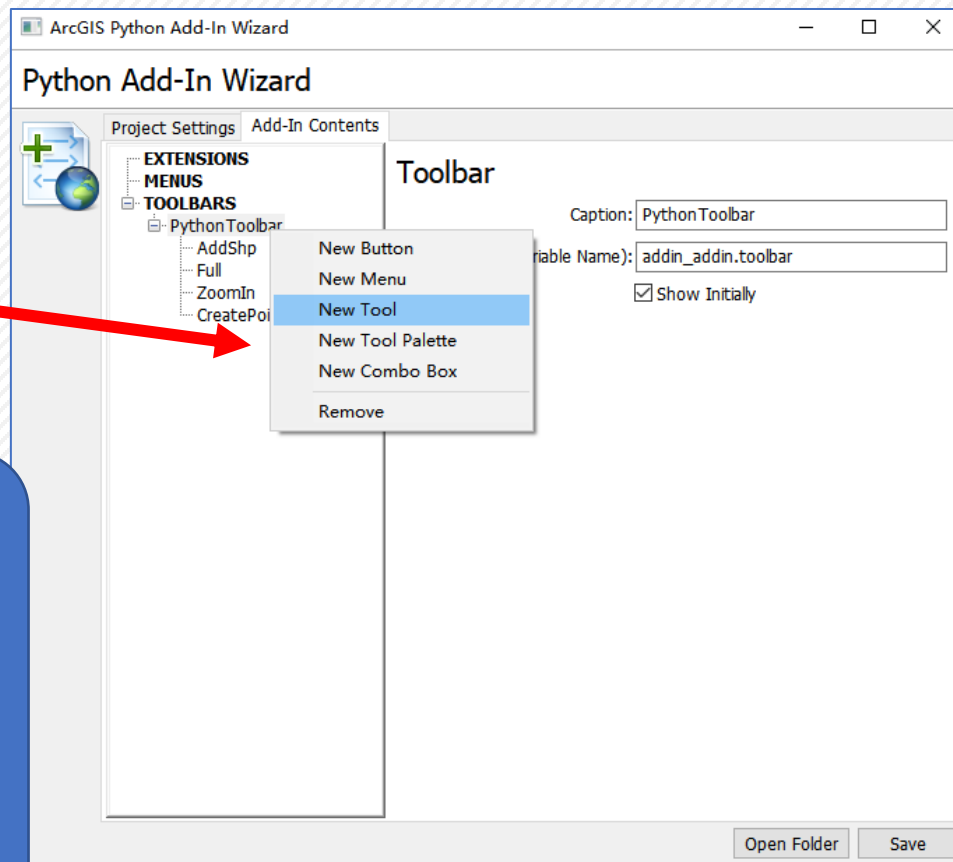 ArcGIS Python Add-In Wizard
Python Add-In Wizard
Project Settings Add-In Contents
EXTENSIONS
MENUS
TOOLBARS
PythonToolbar
AddShp
Full
ZoomIn
CreatePoi
New Button
New Menu
New Tool
New Tool Palette
New Combo Box
Remove
Toolbar
Caption: PythonToolbar
riable Name): addin_addin.toolbar
Show Initially
Open Folder Save